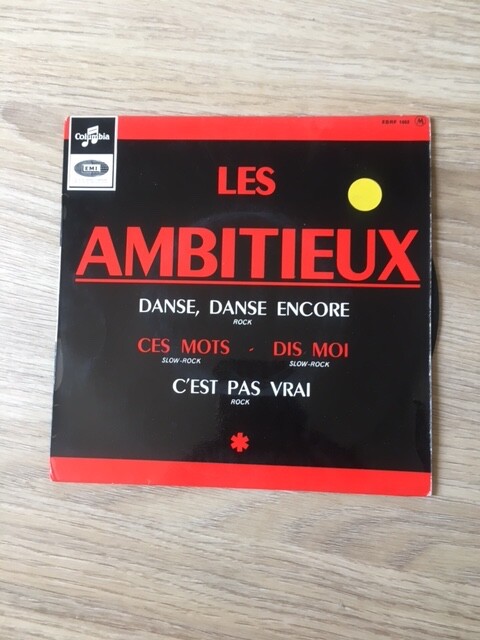 Columbia
EMI
LES
AMBITIEUX
DANSE, DANSE ENCORE
ROCK
CES MOTS - DIS MOI
SLOW-ROCK SLOW-ROCK
C'EST PAS VRAI
ROCK
*